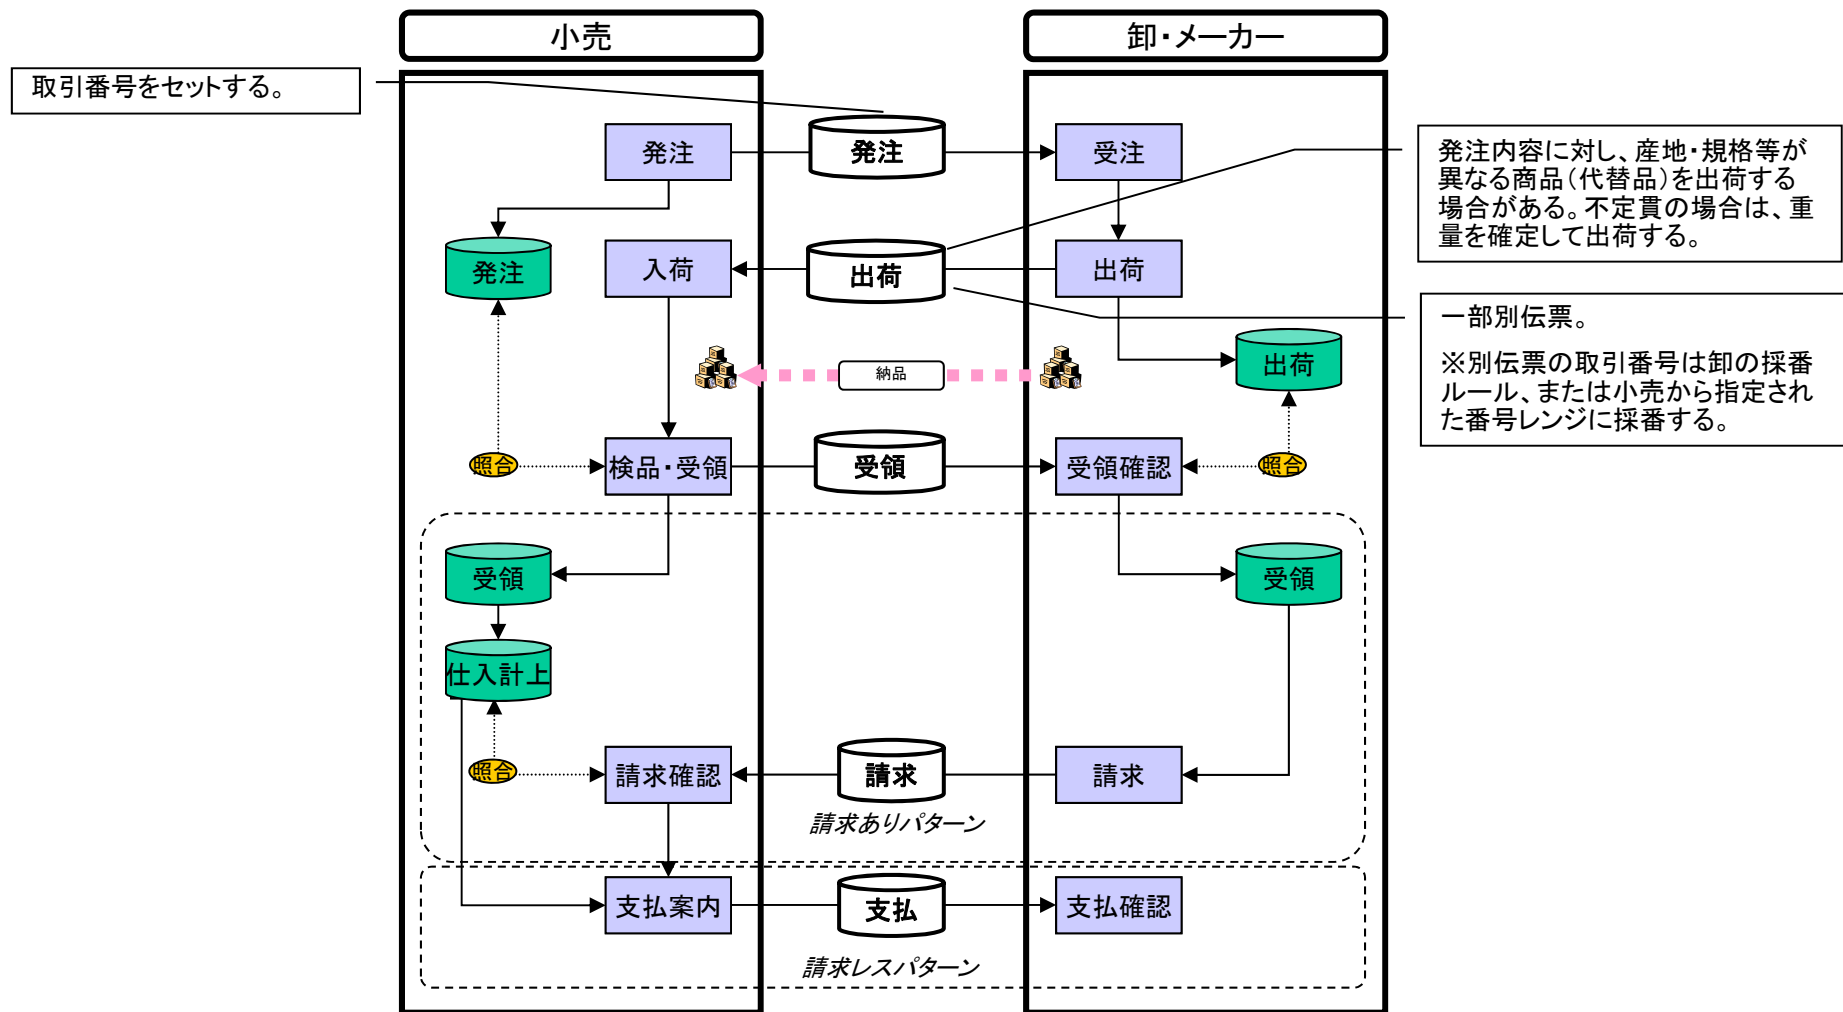 小売
卸・メーカー
取引番号をセットする。
発注
発注
受注
発注内容に対し、産地・規格等が
異なる商品(代替品)を出荷する
場合がある。不定貫の場合は、重
量を確定して出荷する。
発注
入荷
出荷
出荷
一部別伝票。
※別伝票の取引番号は卸の採番
ルール、または小売から指定され
た番号レンジに採番する。
出荷
納品
照合
検品・受領
受領
受領確認
照合
受領
受領
仕入計上
照合
請求確認
請求
請求
請求ありパターン
支払案内
支払
支払確認
請求レスパターン